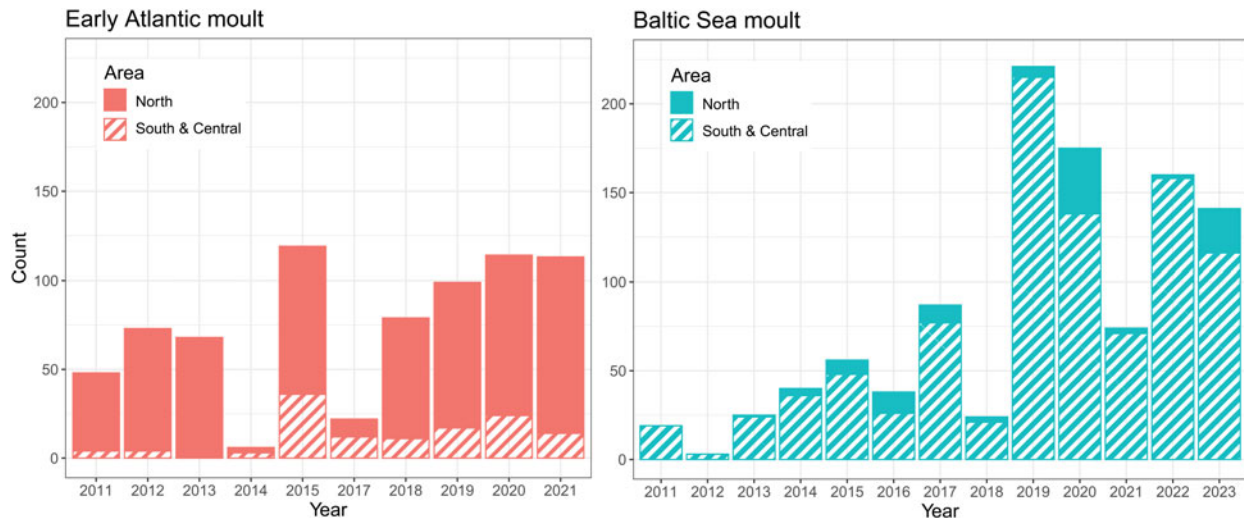 Early Atlantic moult
Area
North
South & Central
200
150
100
50
0
Count
2011 2012 2013 2014 2015 2017 2018 2019 2020 2021
Year
Baltic Sea moult
Area
North
South & Central
200
150
100
50
0
2011 2012 2013 2014 2015 2016 2017 2018 2019 2020 2021 2022 2023
Year